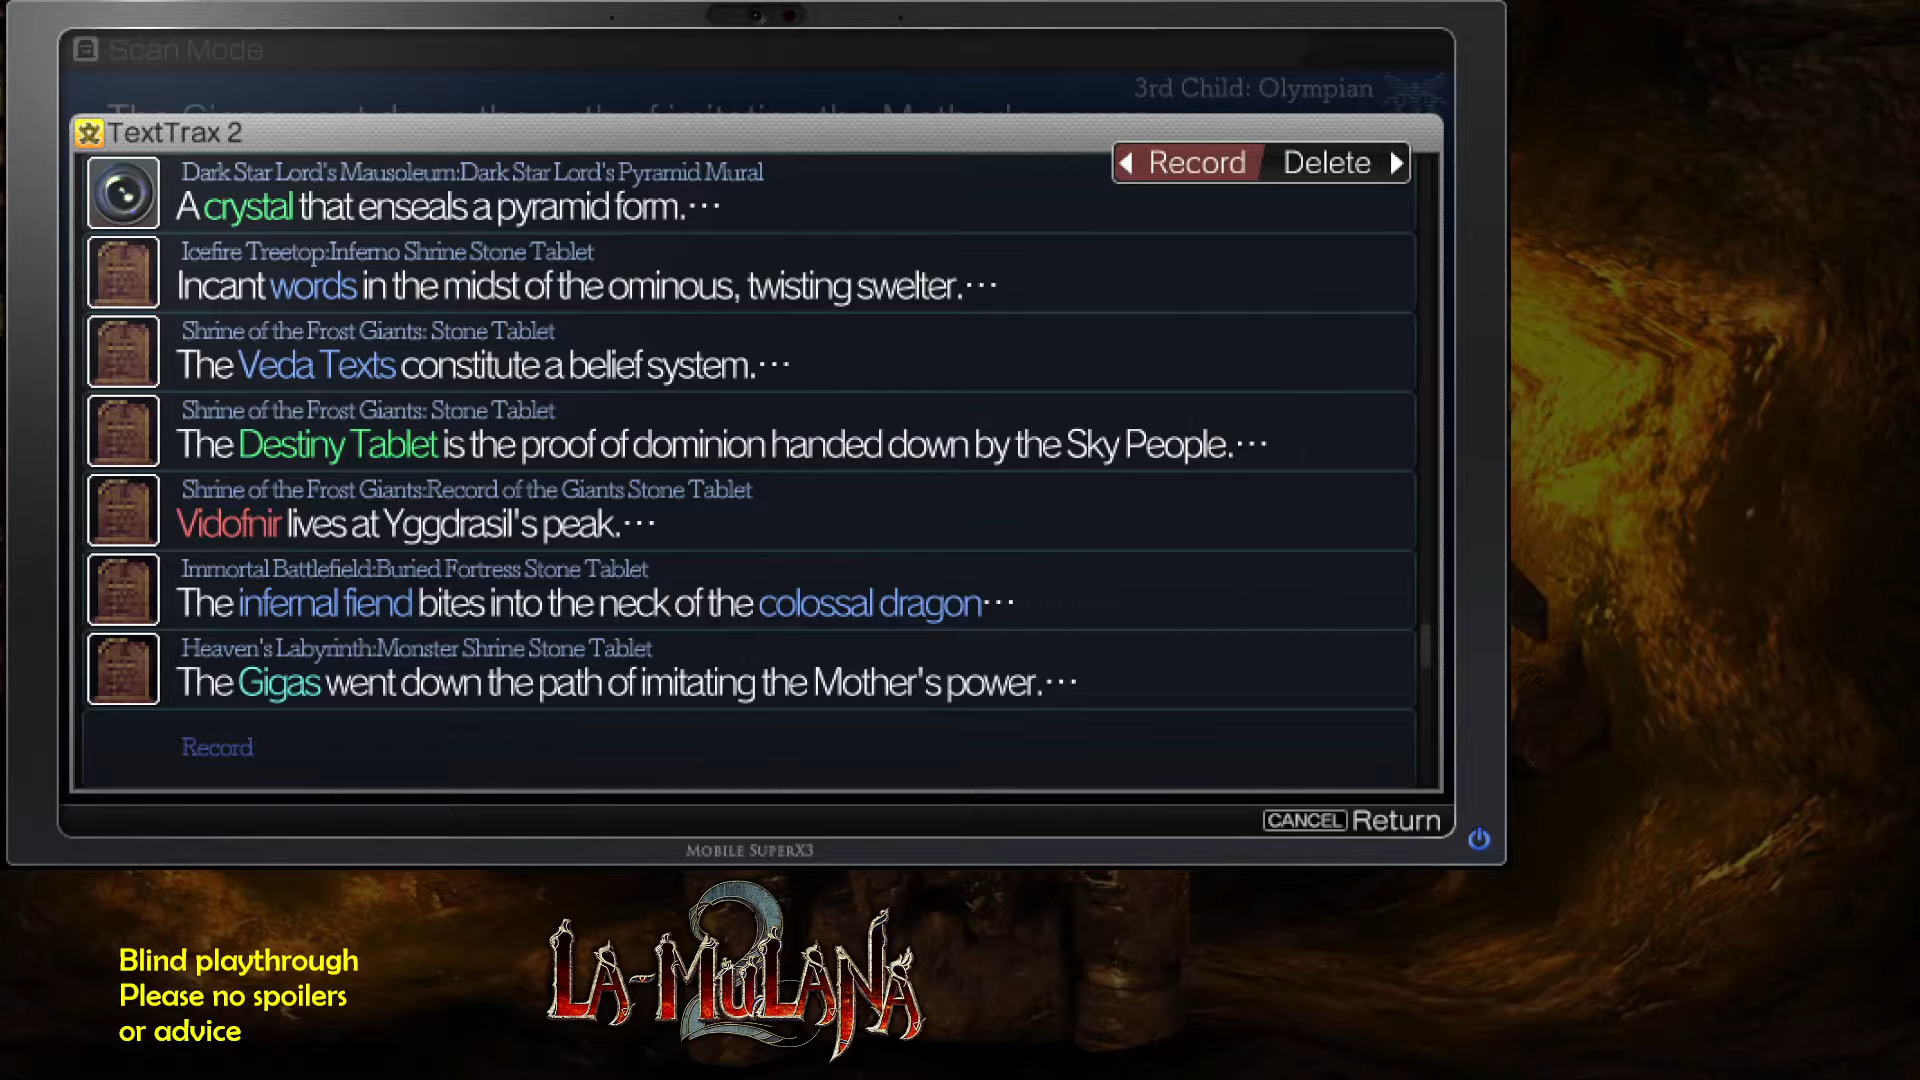 Scan Mode
3rd Child: Olympian
TextTrax 2
Record Delete
Dark Star Lord's Mausoleum:Dark Star Lord's Pyramid Mural
A crystal that enseals a pyramid form.…
Icefire Treetop:Inferno Shrine Stone Tablet
Incant words in the midst of the ominous, twisting swelter.…
Shrine of the Frost Giants: Stone Tablet
The Veda Texts constitute a belief system.…
Shrine of the Frost Giants: Stone Tablet
The Destiny Tablet is the proof of dominion handed down by the Sky People.…
Shrine of the Frost Giants:Record of the Giants Stone Tablet
Vidofnir lives at Yggdrasil's peak.…
Immortal Battlefield:Buried Fortress Stone Tablet
The infernal fiend bites into the neck of the colossal dragon…
Heaven's Labyrinth:Monster Shrine Stone Tablet
The Gigas went down the path of imitating the Mother's power.…
Record
CANCEL Return
MOBILE SUPERX3
Blind playthrough
Please no spoilers
or advice
LA-MULANA 2